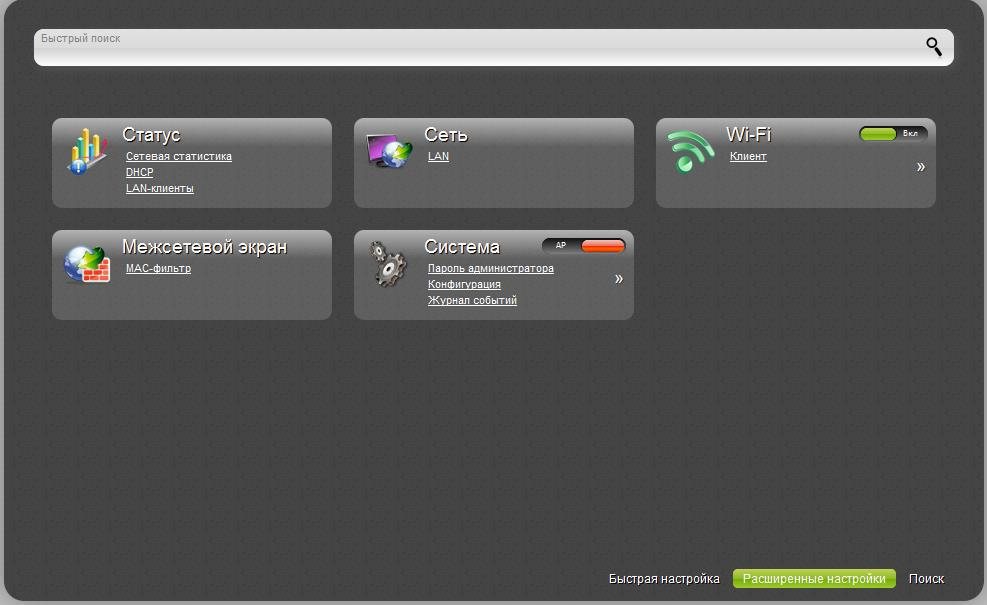 Быстрый поиск
Статус
Сетевая статистика
DHCP
LAN-клиенты
Сеть
LAN
Wi-Fi
Вкл
Клиент
»
Межсетевой экран
МАС-фильтр
Система
AP
Пароль администратора
Конфигурация
Журнал событий
»
Быстрая настройка
Расширенные настройки
Поиск